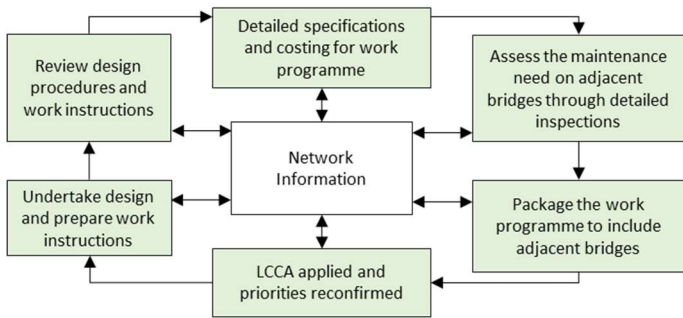 Detailed specifications
and costing for work
programme
Assess the maintenance
need on adjacent
bridges through detailed
inspections
Package the work
programme to include
adjacent bridges
LCCA applied and
priorities reconfirmed
Undertake design
and prepare work
instructions
Review design
procedures and
work instructions
Network
Information